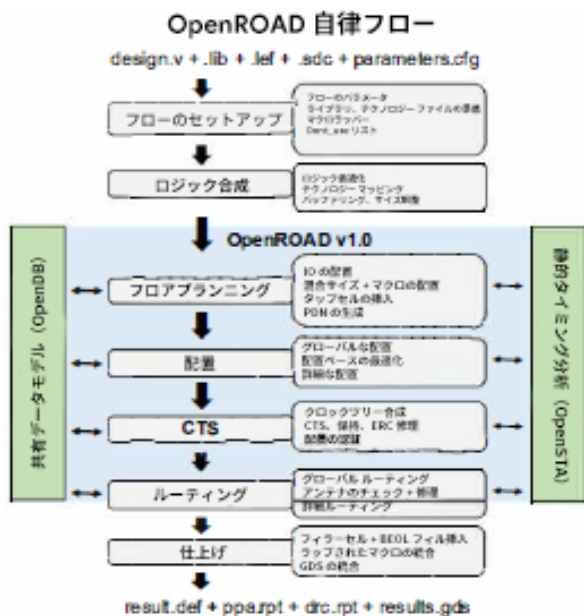 OpenROAD 自律フロー
design.v + .lib + .lef + .sdc + parameters.cfg
フローのセットアップ
フローのパラメータ
ライブラリ、テクノロジー ファイルの準備
マクロラッパー
Dont_use リスト
ロジック合成
ロジック最適化
テクノロジー マッピング
バッファリング、サイズ調整
OpenROAD v1.0
共有データモデル（OpenDB）
静的タイミング分析（OpenSTA）
フロアプランニング
IO の配置
混合サイズ + マクロの配置
タップセルの挿入
PDN の生成
配置
グローバルな配置
配置ベースの最適化
詳細な配置
CTS
クロックツリー合成
CTS、保持、ERC 修理
配置の
ルーティング
グローバル ルーティング
アンテナのチェック + 修理
詳細ルーティング
仕上げ
フィラーセル + BEOL フィル挿入
ラップされたマクロの統合
GDS の統合
result.def + ppa.rpt + drc.rpt + results.gds